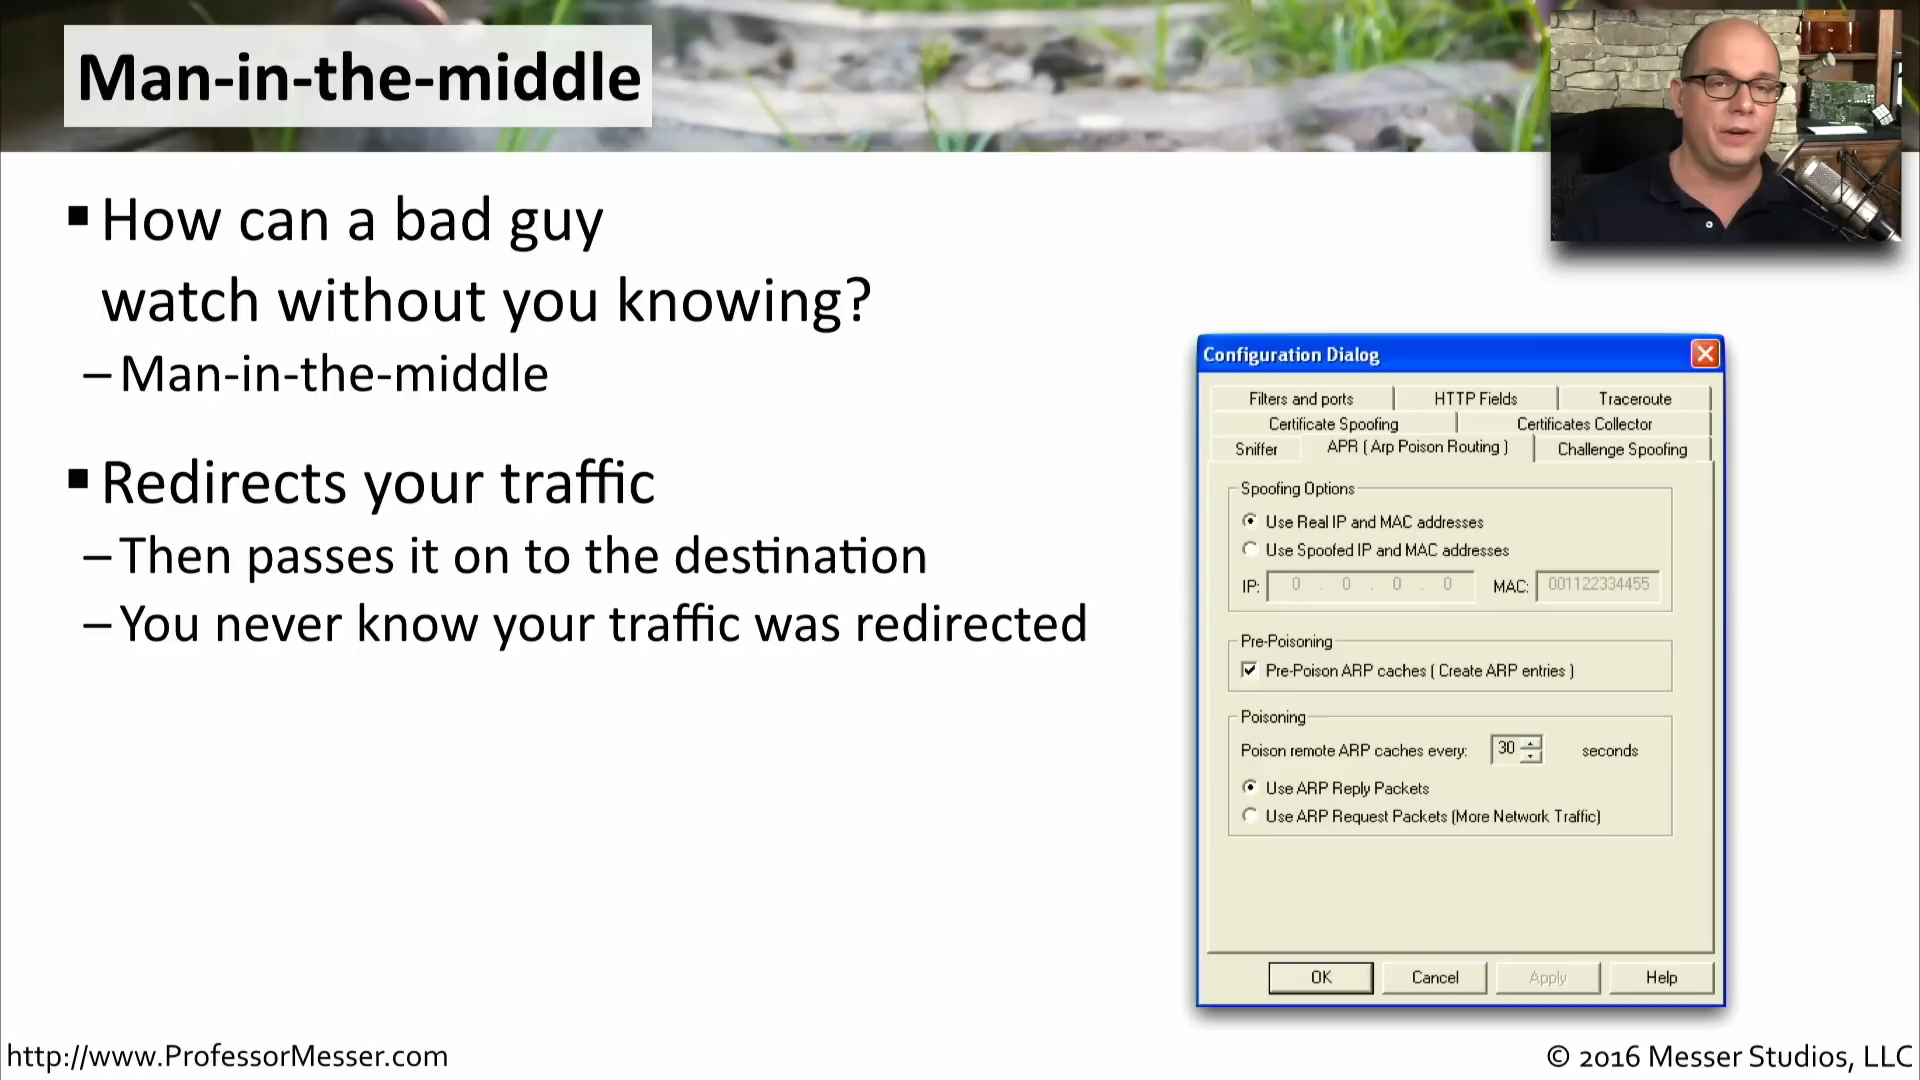 Man-in-the-middle
▪ How can a bad guy
watch without you knowing?
– Man-in-the-middle
▪ Redirects your traffic
– Then passes it on to the destination
– You never know your traffic was redirected
Configuration Dialog
Filters and ports HTTP Fields Traceroute
Certificate Spoofing Certificates Collector
Sniffer APR ( Arp Poison Routing ) Challenge Spoofing
Spoofing Options
Use Real IP and MAC addresses
Use Spoofed IP and MAC addresses
IP: 0 . 0 . 0 . 0 MAC: 001122334455
Pre-Poisoning
Pre-Poison ARP caches ( Create ARP entries )
Poisoning
Poison remote ARP caches every: 30 seconds
Use ARP Reply Packets
Use ARP Request Packets (More Network Traffic)
OK Cancel Apply Help
http://www.ProfessorMesser.com
© 2016 Messer Studios, LLC